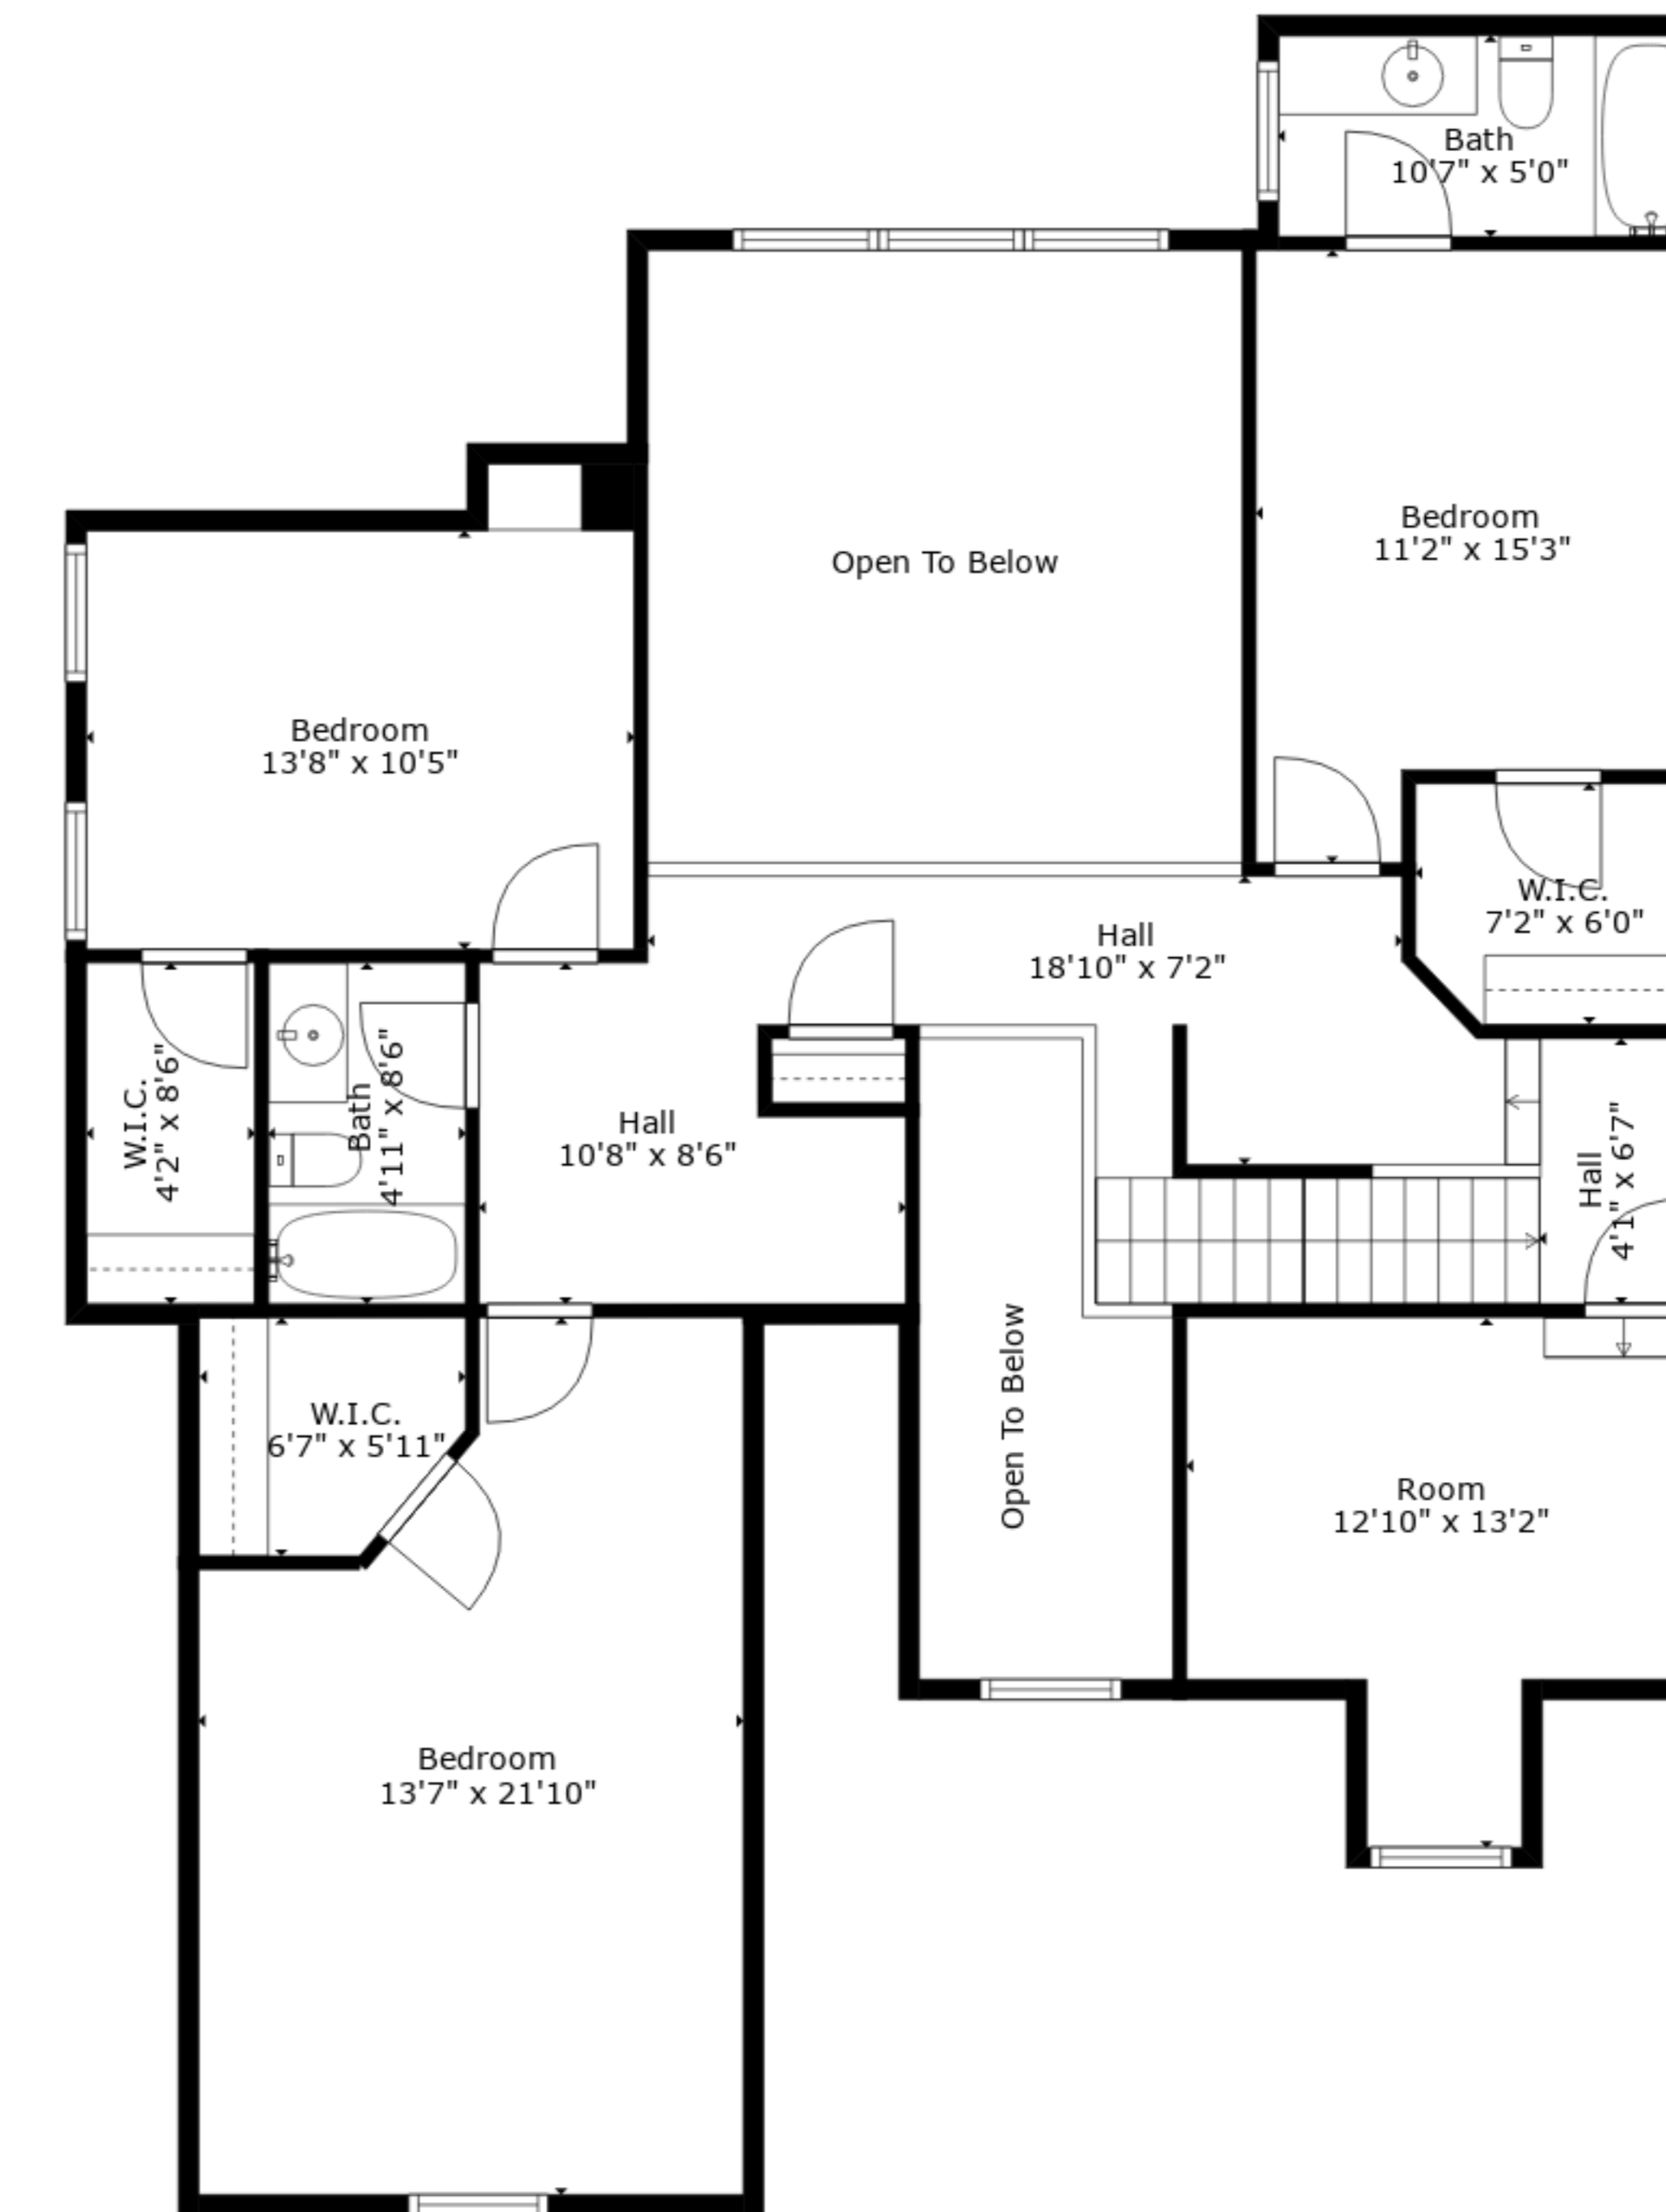 Bath
10'7" x 5'0"
Bedroom
11'2" x 15'3"
Open To Below
Bedroom
13'8" x 10'5"
W.I.C.
7'2" x 6'0"
Hall
18'10" x 7'2"
W.I.C.
4'2" x 8'6"
Bath
4'11" x 8'6"
Hall
10'8" x 8'6"
Hall
4'1" x 6'7"
Open To Below
W.I.C.
6'7" x 5'11"
Room
12'10" x 13'2"
Bedroom
13'7" x 21'10"